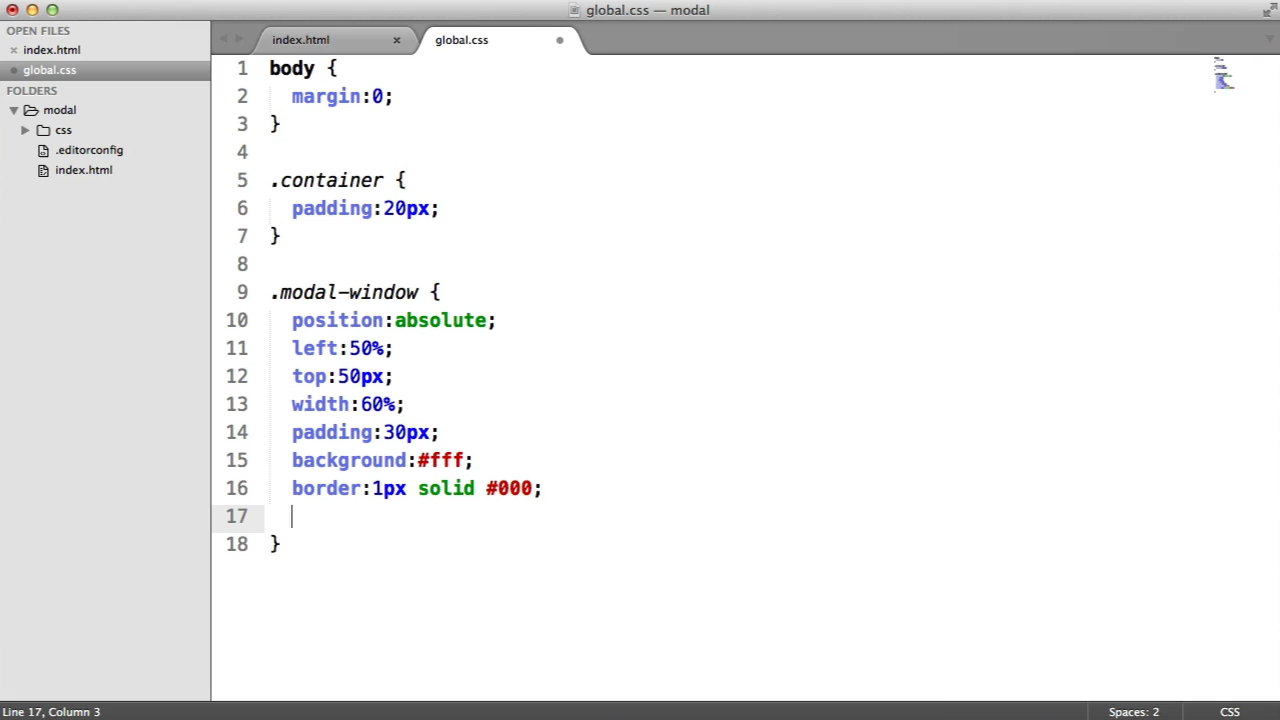 global.css — modal
OPEN FILES
index.html
global.css
FOLDERS
modal
css
.editorconfig
index.html
index.html
global.css
1 body {
2 margin:0;
3 }
4
5 .container {
6 padding:20px;
7 }
8
9 .modal-window {
10 position:absolute;
11 left:50%;
12 top:50px;
13 width:60%;
14 padding:30px;
15 background:#fff;
16 border:1px solid #000;
17
18 }
Line 17, Column 3
Spaces: 2
CSS